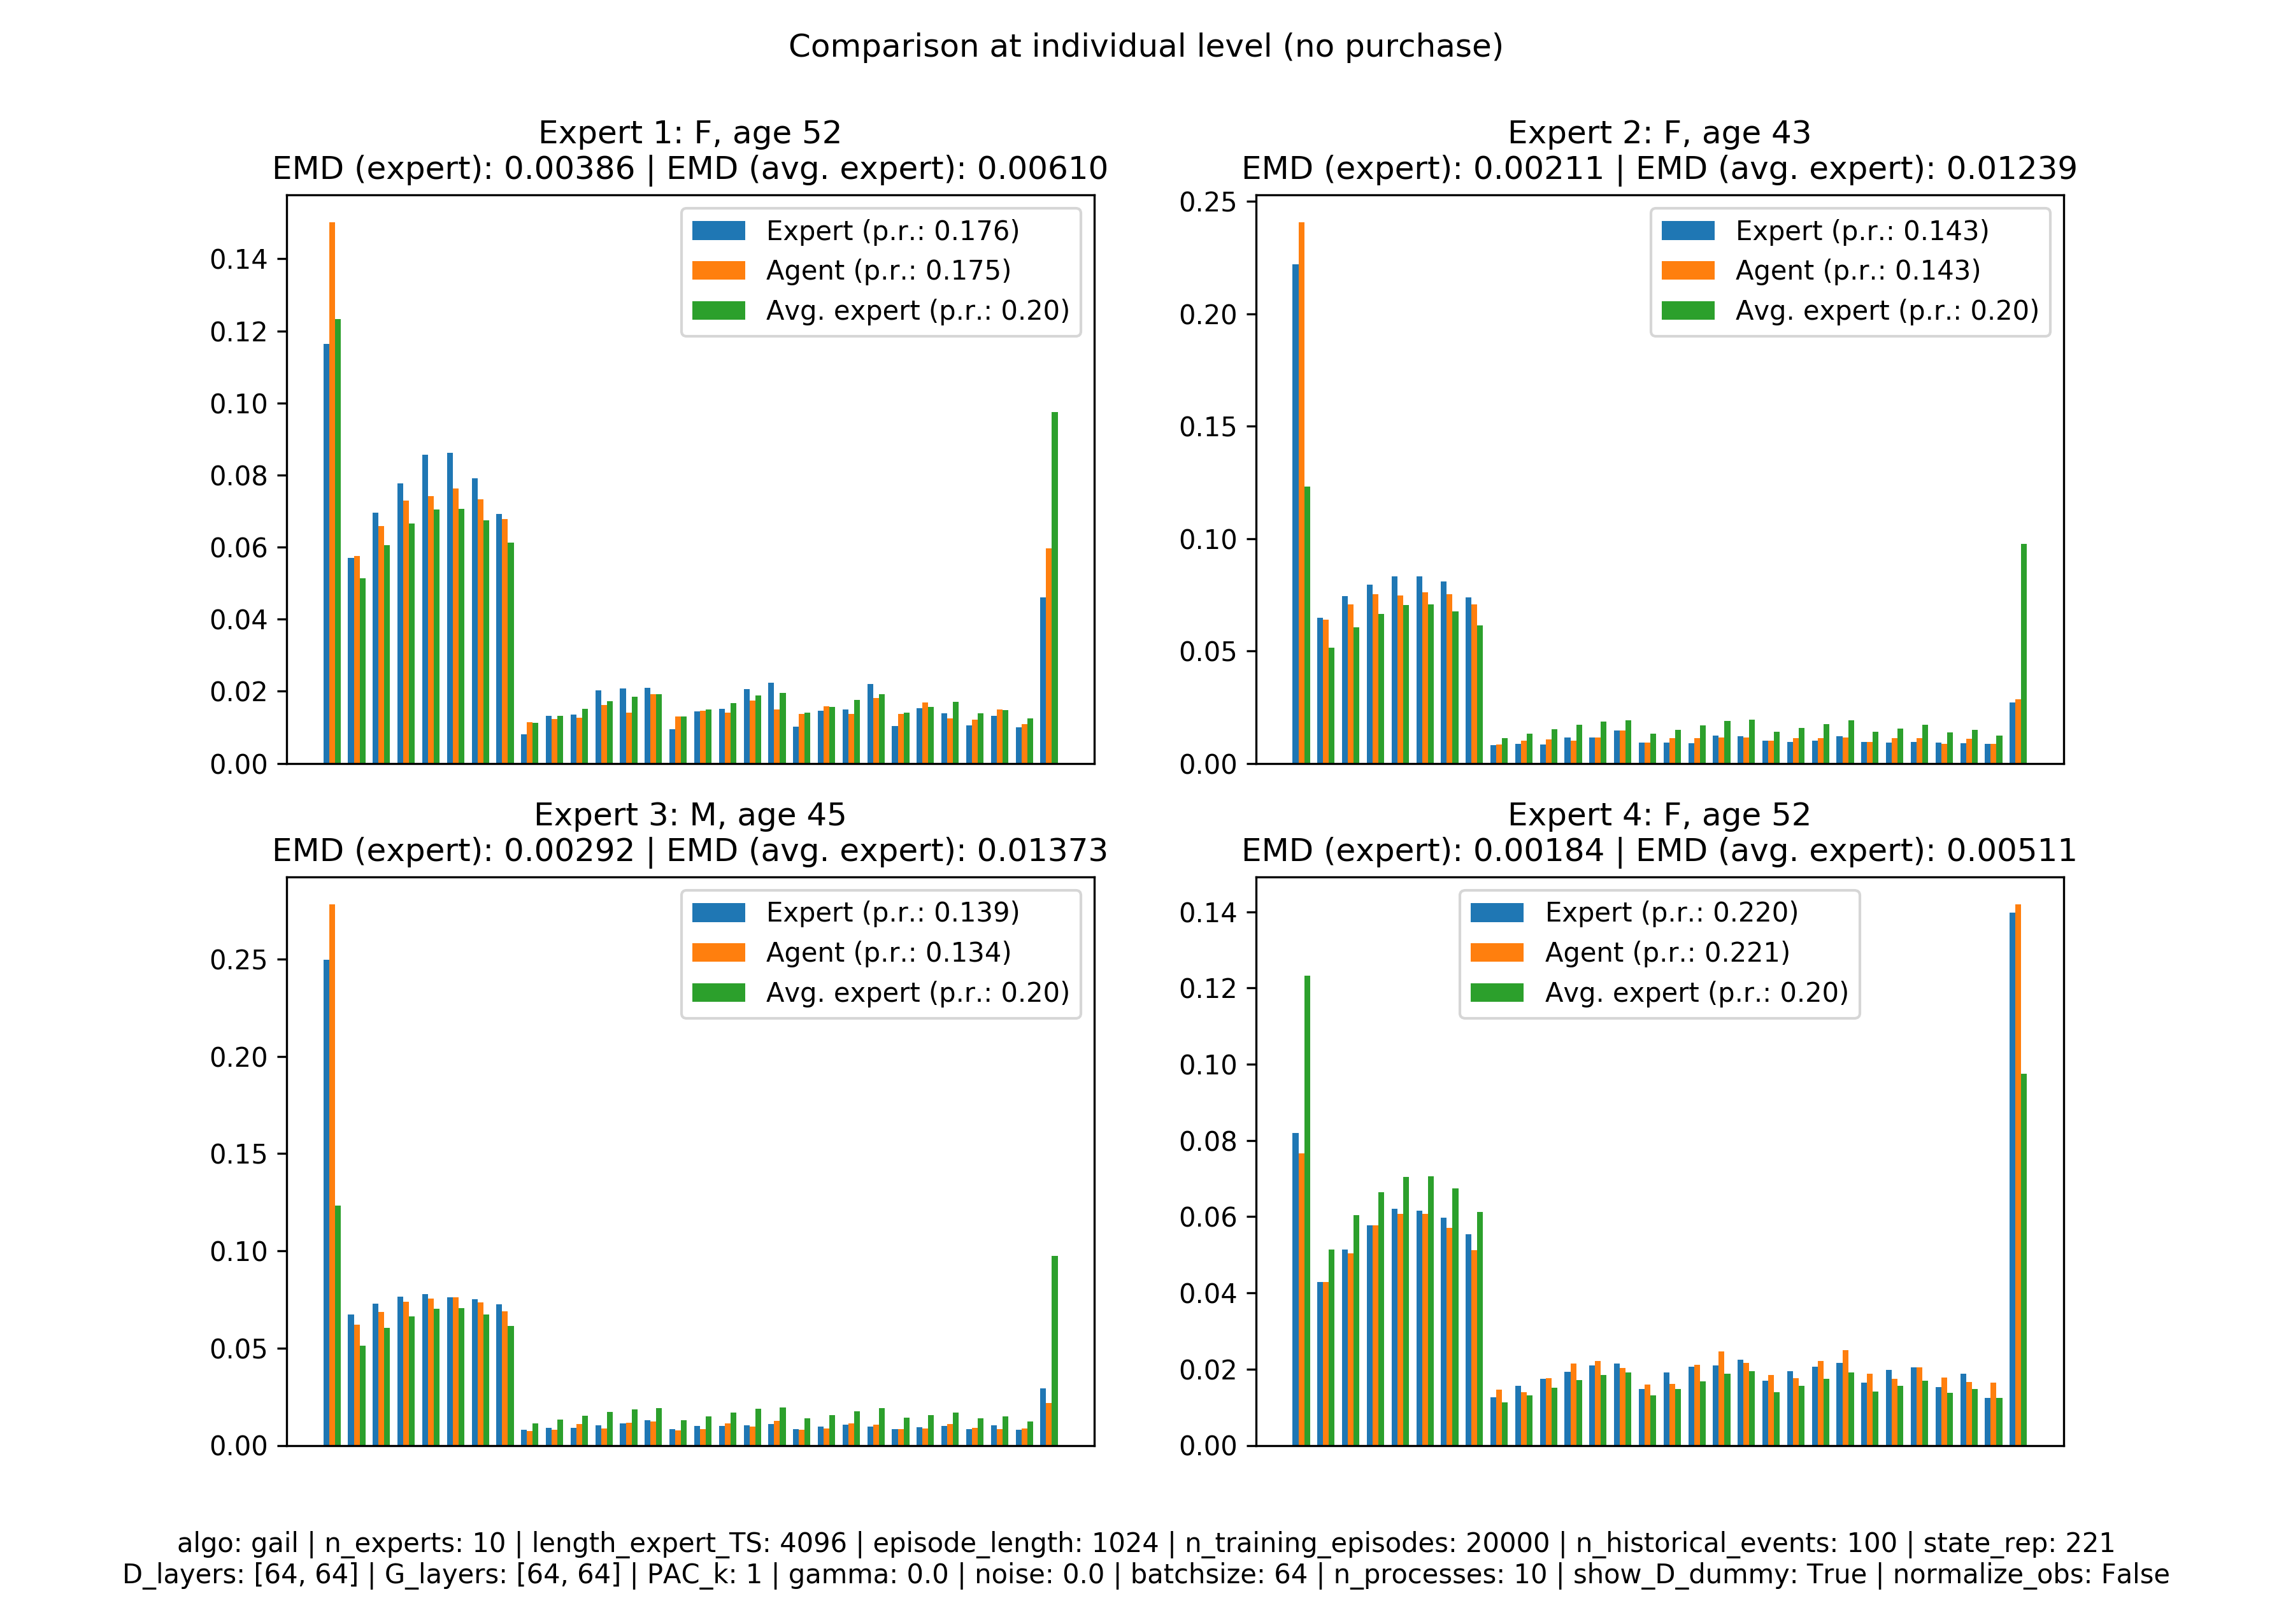 Comparison at individual level (no purchase)
Expert 1: F, age 52
EMD (expert): 0.00386 | EMD (avg. expert): 0.00610
0.14
0.12
0.10
0.08
0.06
0.04
0.02
0.00
Expert (p.r.: 0.176)
Agent (p.r.: 0.175)
Avg. expert (p.r.: 0.20)
Expert 2: F, age 43
EMD (expert): 0.00211 | EMD (avg. expert): 0.01239
0.25
0.20
0.15
0.10
0.05
0.00
Expert (p.r.: 0.143)
Agent (p.r.: 0.143)
Avg. expert (p.r.: 0.20)
Expert 3: M, age 45
EMD (expert): 0.00292 | EMD (avg. expert): 0.01373
0.25
0.20
0.15
0.10
0.05
0.00
Expert (p.r.: 0.139)
Agent (p.r.: 0.134)
Avg. expert (p.r.: 0.20)
Expert 4: F, age 52
EMD (expert): 0.00184 | EMD (avg. expert): 0.00511
0.14
0.12
0.10
0.08
0.06
0.04
0.02
0.00
Expert (p.r.: 0.220)
Agent (p.r.: 0.221)
Avg. expert (p.r.: 0.20)
algo: gail | n_experts: 10 | length_expert_TS: 4096 | episode_length: 1024 | n_training_episodes: 20000 | n_historical_events: 100 | state_rep: 221
D_layers: [64, 64] | G_layers: [64, 64] | PAC_k: 1 | gamma: 0.0 | noise: 0.0 | batchsize: 64 | n_processes: 10 | show_D_dummy: True | normalize_obs: False